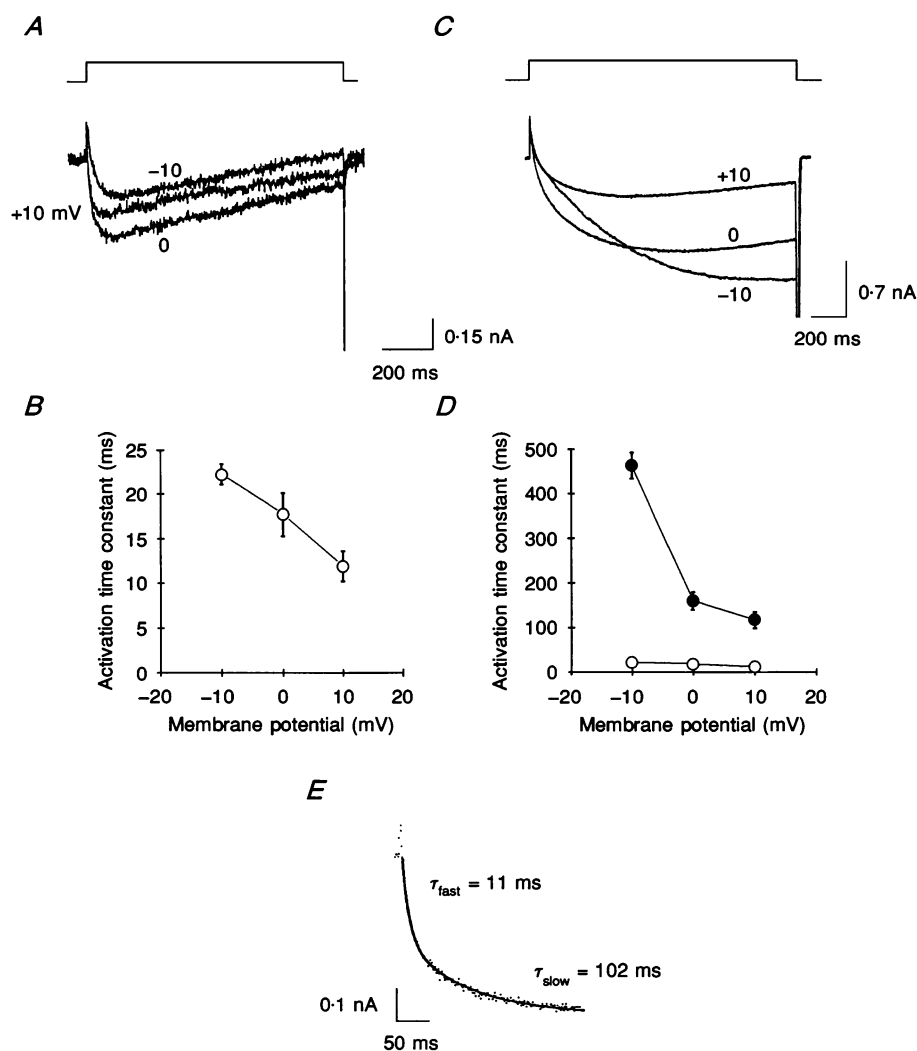 A
−10
+10 mV
0
0·15 nA
200 ms
C
+10
0
−10
0·7 nA
200 ms
B
Activation time constant (ms)
25
20
15
10
5
0
−20
−10
0
10
20
Membrane potential (mV)
D
Activation time constant (ms)
500
400
300
200
100
0
−20
−10
0
10
20
Membrane potential (mV)
E
τfast = 11 ms
τslow = 102 ms
0·1 nA
50 ms